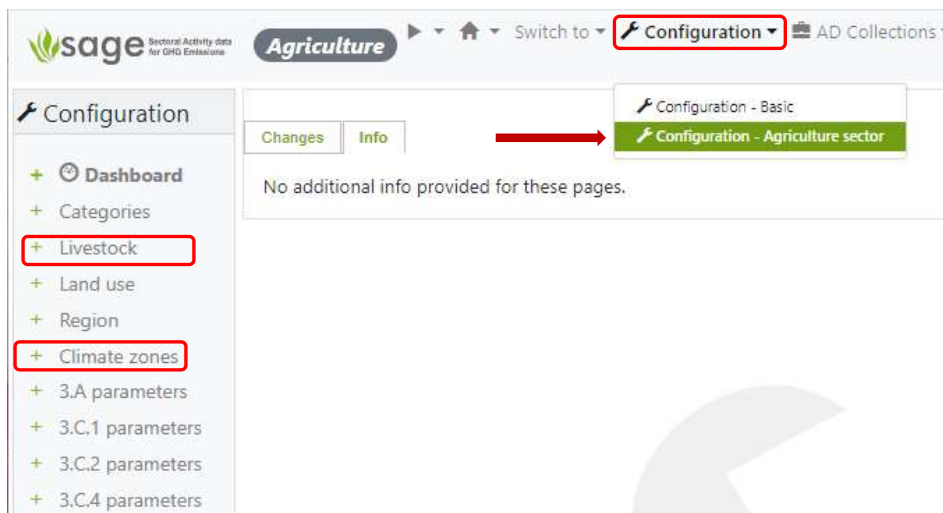 sage Sectoral Activity data for GHG Emissions
Agriculture
Switch to
Configuration
AD Collections
Configuration
Configuration - Basic
Configuration - Agriculture sector
Changes
Info
No additional info provided for these pages.
Dashboard
Categories
Livestock
Land use
Region
Climate zones
3.A parameters
3.C.1 parameters
3.C.2 parameters
3.C.4 parameters